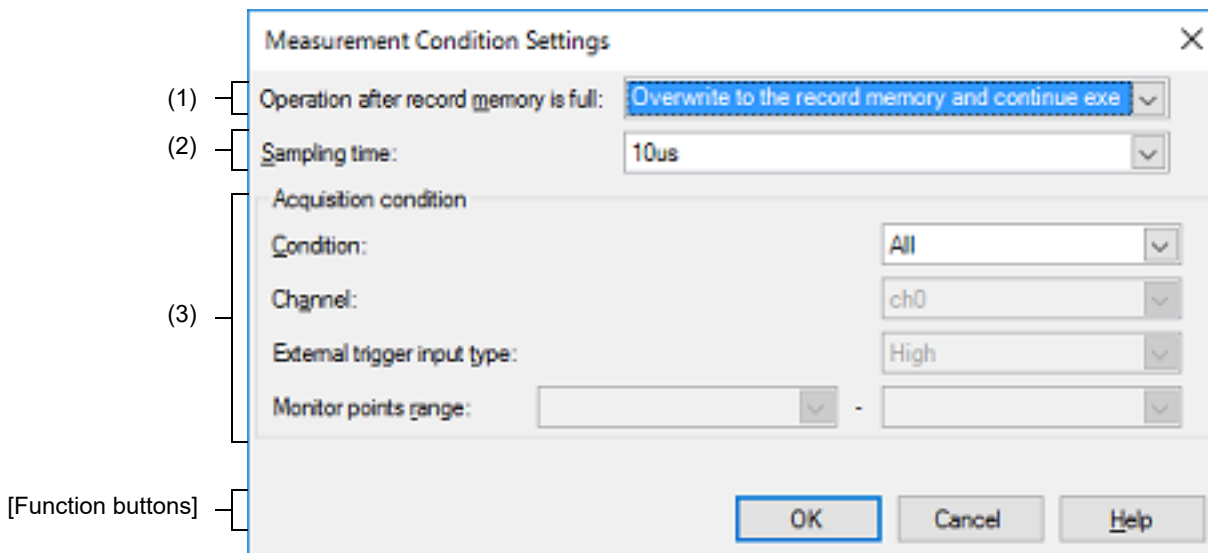 Measurement Condition Settings
(1) Operation after record memory is full: Overwrite to the record memory and continue exe
(2) Sampling time: 10us
Acquisition condition
Condition: All
Channel: ch0
(3)
External trigger input type: High
Monitor points range: -
[Function buttons] OK Cancel Help